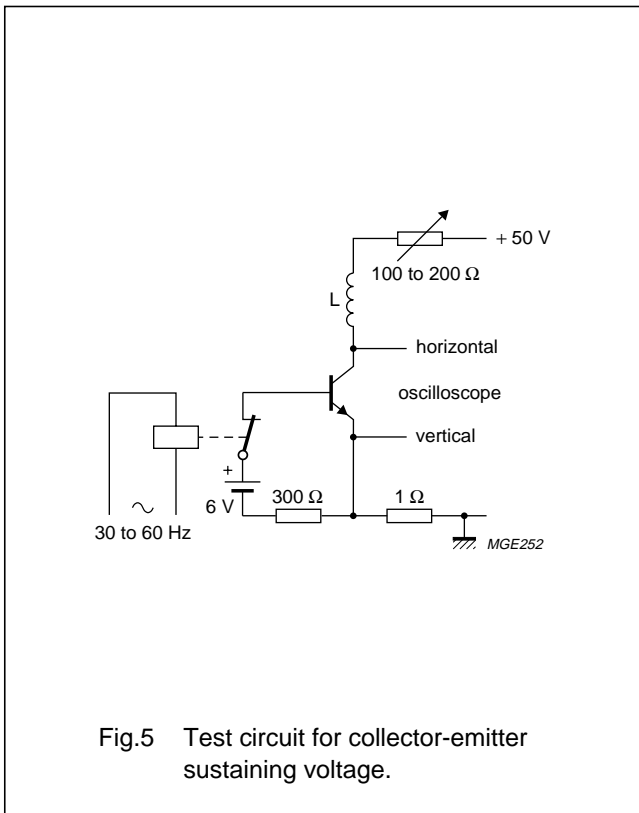 + 50 V
100 to 200 Ω
L
horizontal
oscilloscope
vertical
+
6 V
300 Ω
1 Ω
30 to 60 Hz
MGE252
Fig.5 Test circuit for collector-emitter
sustaining voltage.